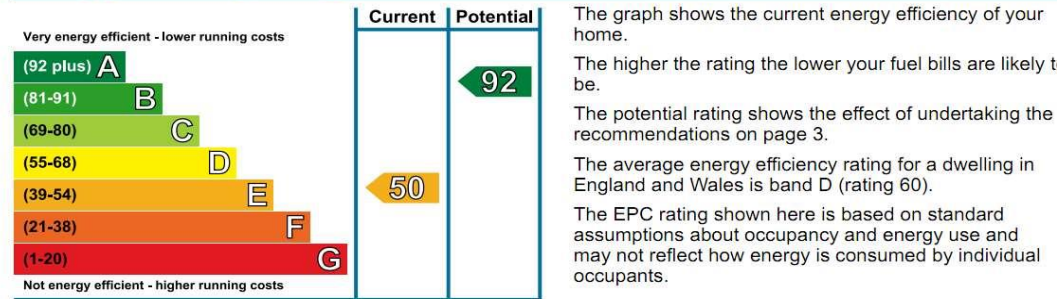 Current Potential
Very energy efficient - lower running costs
(92 plus) A
(81-91) B
(69-80) C
(55-68) D
(39-54) E
(21-38) F
(1-20) G
Not energy efficient - higher running costs
92
50
The graph shows the current energy efficiency of your
home.
The higher the rating the lower your fuel bills are likely t
be.
The potential rating shows the effect of undertaking the
recommendations on page 3.
The average energy efficiency rating for a dwelling in
England and Wales is band D (rating 60).
The EPC rating shown here is based on standard
assumptions about occupancy and energy use and
may not reflect how energy is consumed by individual
occupants.